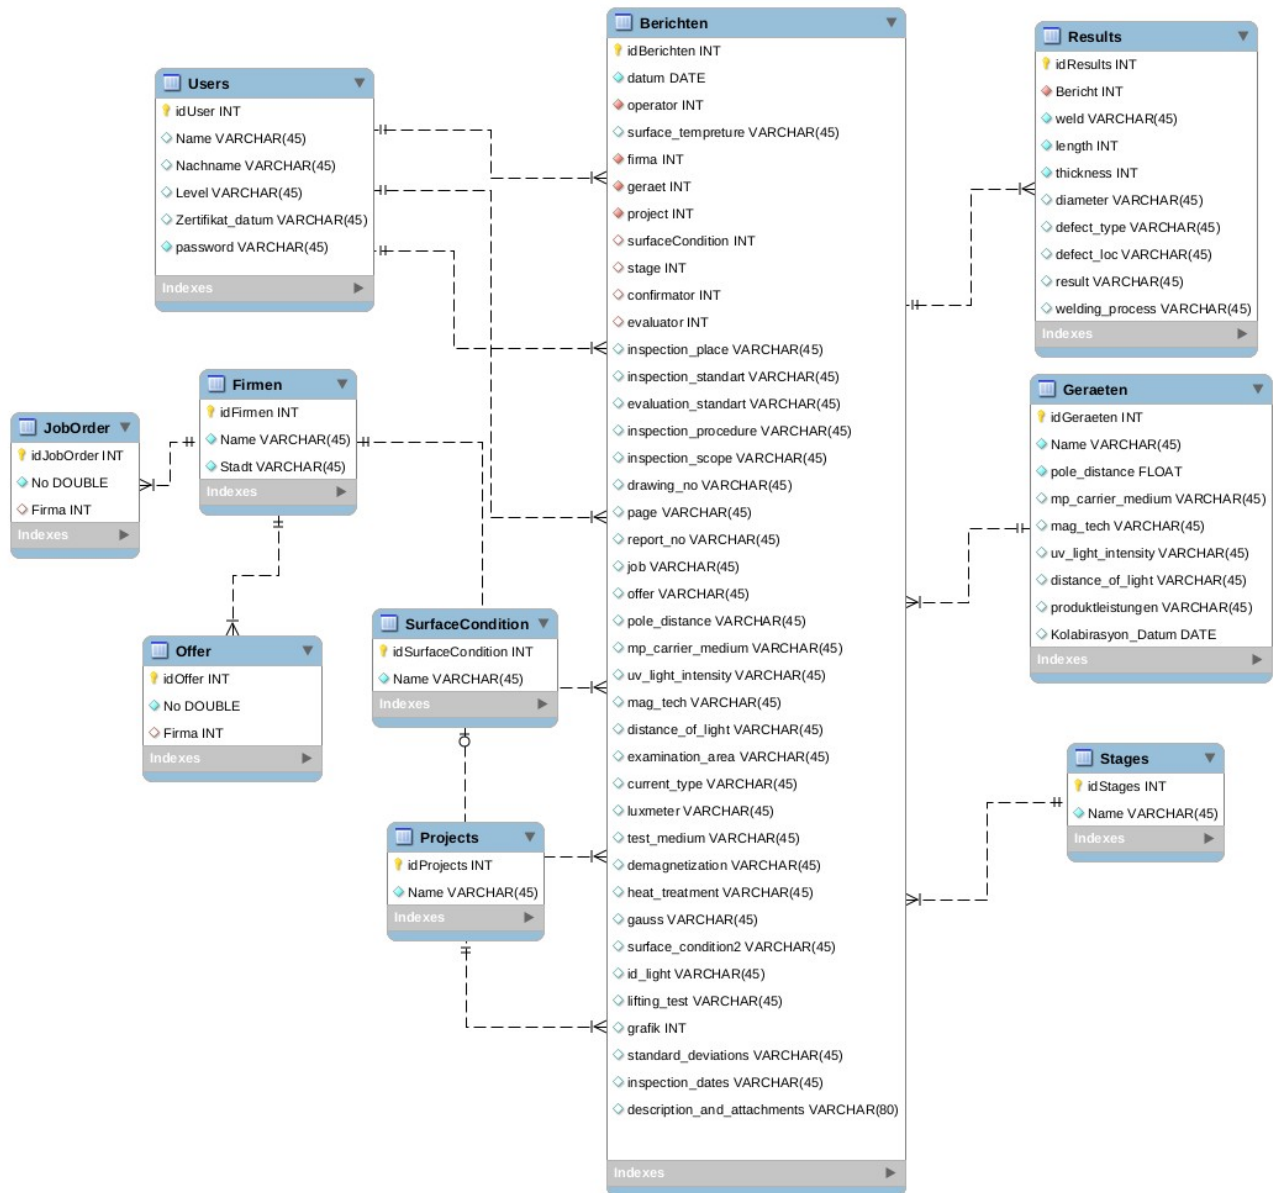 Berichten
idBerichten INT
datum DATE
operator INT
surface_tempreture VARCHAR(45)
firma INT
geraet INT
project INT
surfaceCondition INT
stage INT
confirmator INT
evaluator INT
inspection_place VARCHAR(45)
inspection_standart VARCHAR(45)
evaluation_standart VARCHAR(45)
inspection_procedure VARCHAR(45)
inspection_scope VARCHAR(45)
drawing_no VARCHAR(45)
page VARCHAR(45)
report_no VARCHAR(45)
job VARCHAR(45)
offer VARCHAR(45)
pole_distance VARCHAR(45)
mp_carrier_medium VARCHAR(45)
uv_light_intensity VARCHAR(45)
mag_tech VARCHAR(45)
distance_of_light VARCHAR(45)
examination_area VARCHAR(45)
current_type VARCHAR(45)
luxmeter VARCHAR(45)
test_medium VARCHAR(45)
demagnetization VARCHAR(45)
heat_treatment VARCHAR(45)
gauss VARCHAR(45)
surface_condition2 VARCHAR(45)
id_light VARCHAR(45)
lifting_test VARCHAR(45)
grafik INT
standard_deviations VARCHAR(45)
inspection_dates VARCHAR(45)
description_and_attachments VARCHAR(80)
Indexes
Users
idUser INT
Name VARCHAR(45)
Nachname VARCHAR(45)
Level VARCHAR(45)
Zertifikat_datum VARCHAR(45)
password VARCHAR(45)
Indexes
Results
idResults INT
Bericht INT
weld VARCHAR(45)
length INT
thickness INT
diameter VARCHAR(45)
defect_type VARCHAR(45)
defect_loc VARCHAR(45)
result VARCHAR(45)
welding_process VARCHAR(45)
Indexes
Firmen
idFirmen INT
Name VARCHAR(45)
Stadt VARCHAR(45)
Indexes
JobOrder
idJobOrder INT
No DOUBLE
Firma INT
Indexes
Geraeten
idGeraeten INT
Name VARCHAR(45)
pole_distance FLOAT
mp_carrier_medium VARCHAR(45)
mag_tech VARCHAR(45)
uv_light_intensity VARCHAR(45)
distance_of_light VARCHAR(45)
produktleistungen VARCHAR(45)
Kolabirasyon_Datum DATE
Indexes
Offer
idOffer INT
No DOUBLE
Firma INT
Indexes
SurfaceCondition
idSurfaceCondition INT
Name VARCHAR(45)
Indexes
Projects
idProjects INT
Name VARCHAR(45)
Indexes
Stages
idStages INT
Name VARCHAR(45)
Indexes